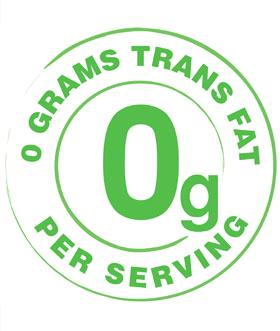 0 GRAMS TRANS FAT
0g
PER SERVING